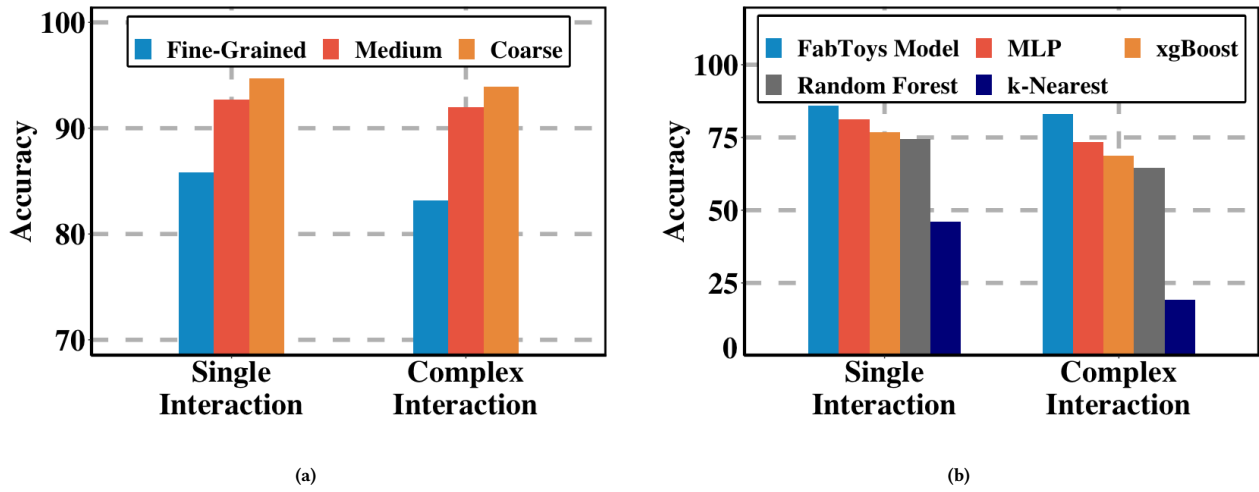 100
90
80
70
Accuracy
Fine-Grained Medium Coarse
Single Interaction
Complex Interaction
(a)
100
75
50
25
0
Accuracy
FabToys Model MLP xgBoost
Random Forest k-Nearest
Single Interaction
Complex Interaction
(b)